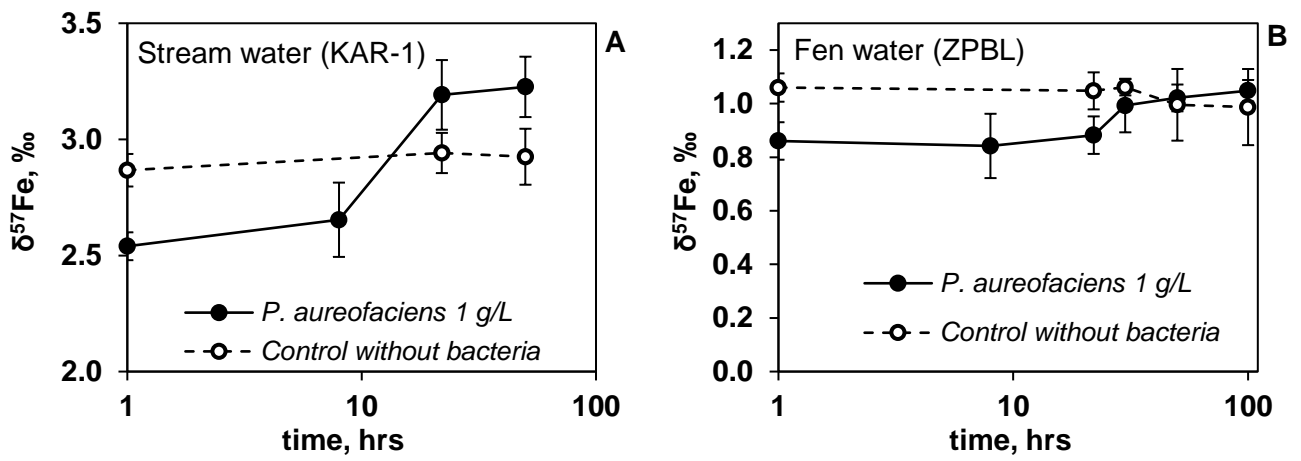 A
Stream water (KAR-1)
3.5
3.0
2.5
2.0
δ⁵⁷Fe, ‰
P. aureofaciens 1 g/L
Control without bacteria
1
10
100
time, hrs
B
Fen water (ZPBL)
1.2
1.0
0.8
0.6
0.4
0.2
0.0
δ⁵⁷Fe, ‰
P. aureofaciens 1 g/L
Control without bacteria
1
10
100
time, hrs